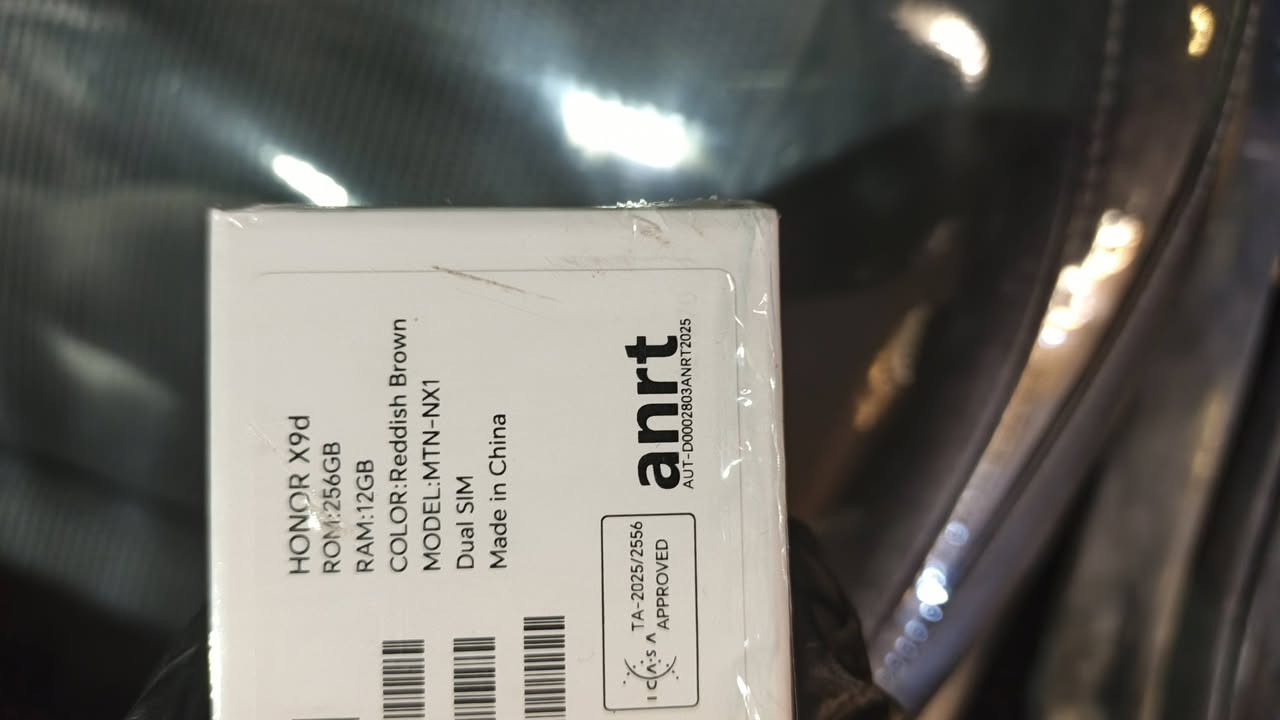 HONOR X9d
ROM:256GB
RAM:12GB
COLOR:Reddish Brown
MODEL:MTN-NX1
Dual SIM
Made in China
ICASA
TA-2025/2556
APPROVED
anrt
AUT-D0002803ANRT2025